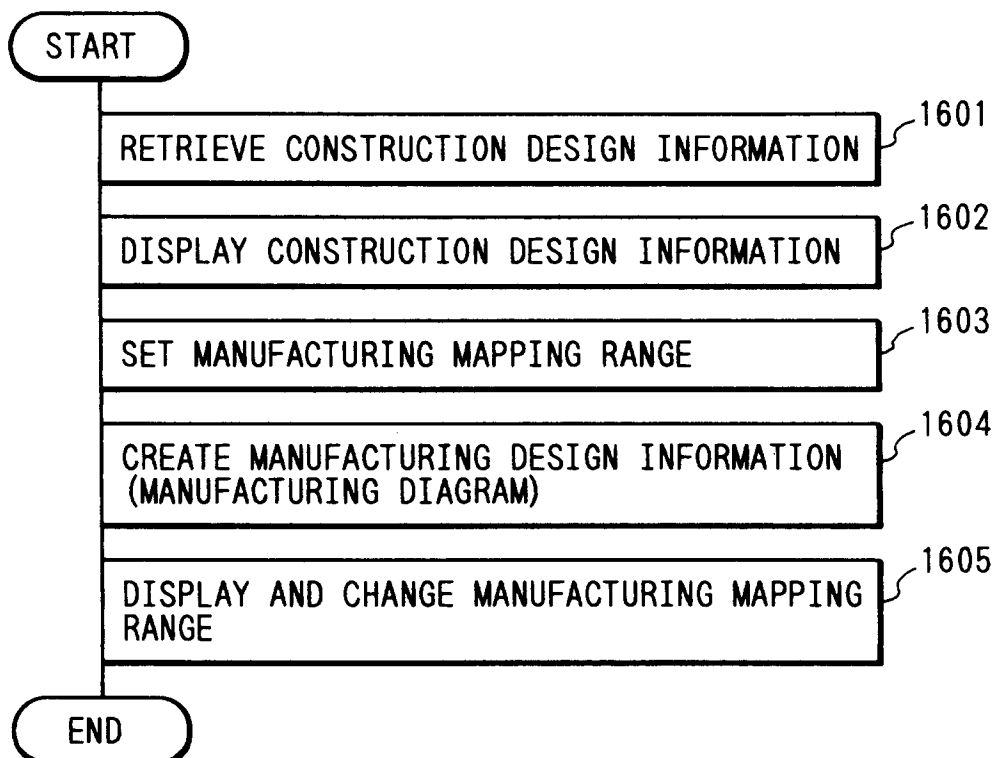 START
1601
RETRIEVE CONSTRUCTION DESIGN INFORMATION
1602
DISPLAY CONSTRUCTION DESIGN INFORMATION
1603
SET MANUFACTURING MAPPING RANGE
1604
CREATE MANUFACTURING DESIGN INFORMATION
(MANUFACTURING DIAGRAM)
1605
DISPLAY AND CHANGE MANUFACTURING MAPPING
RANGE
END